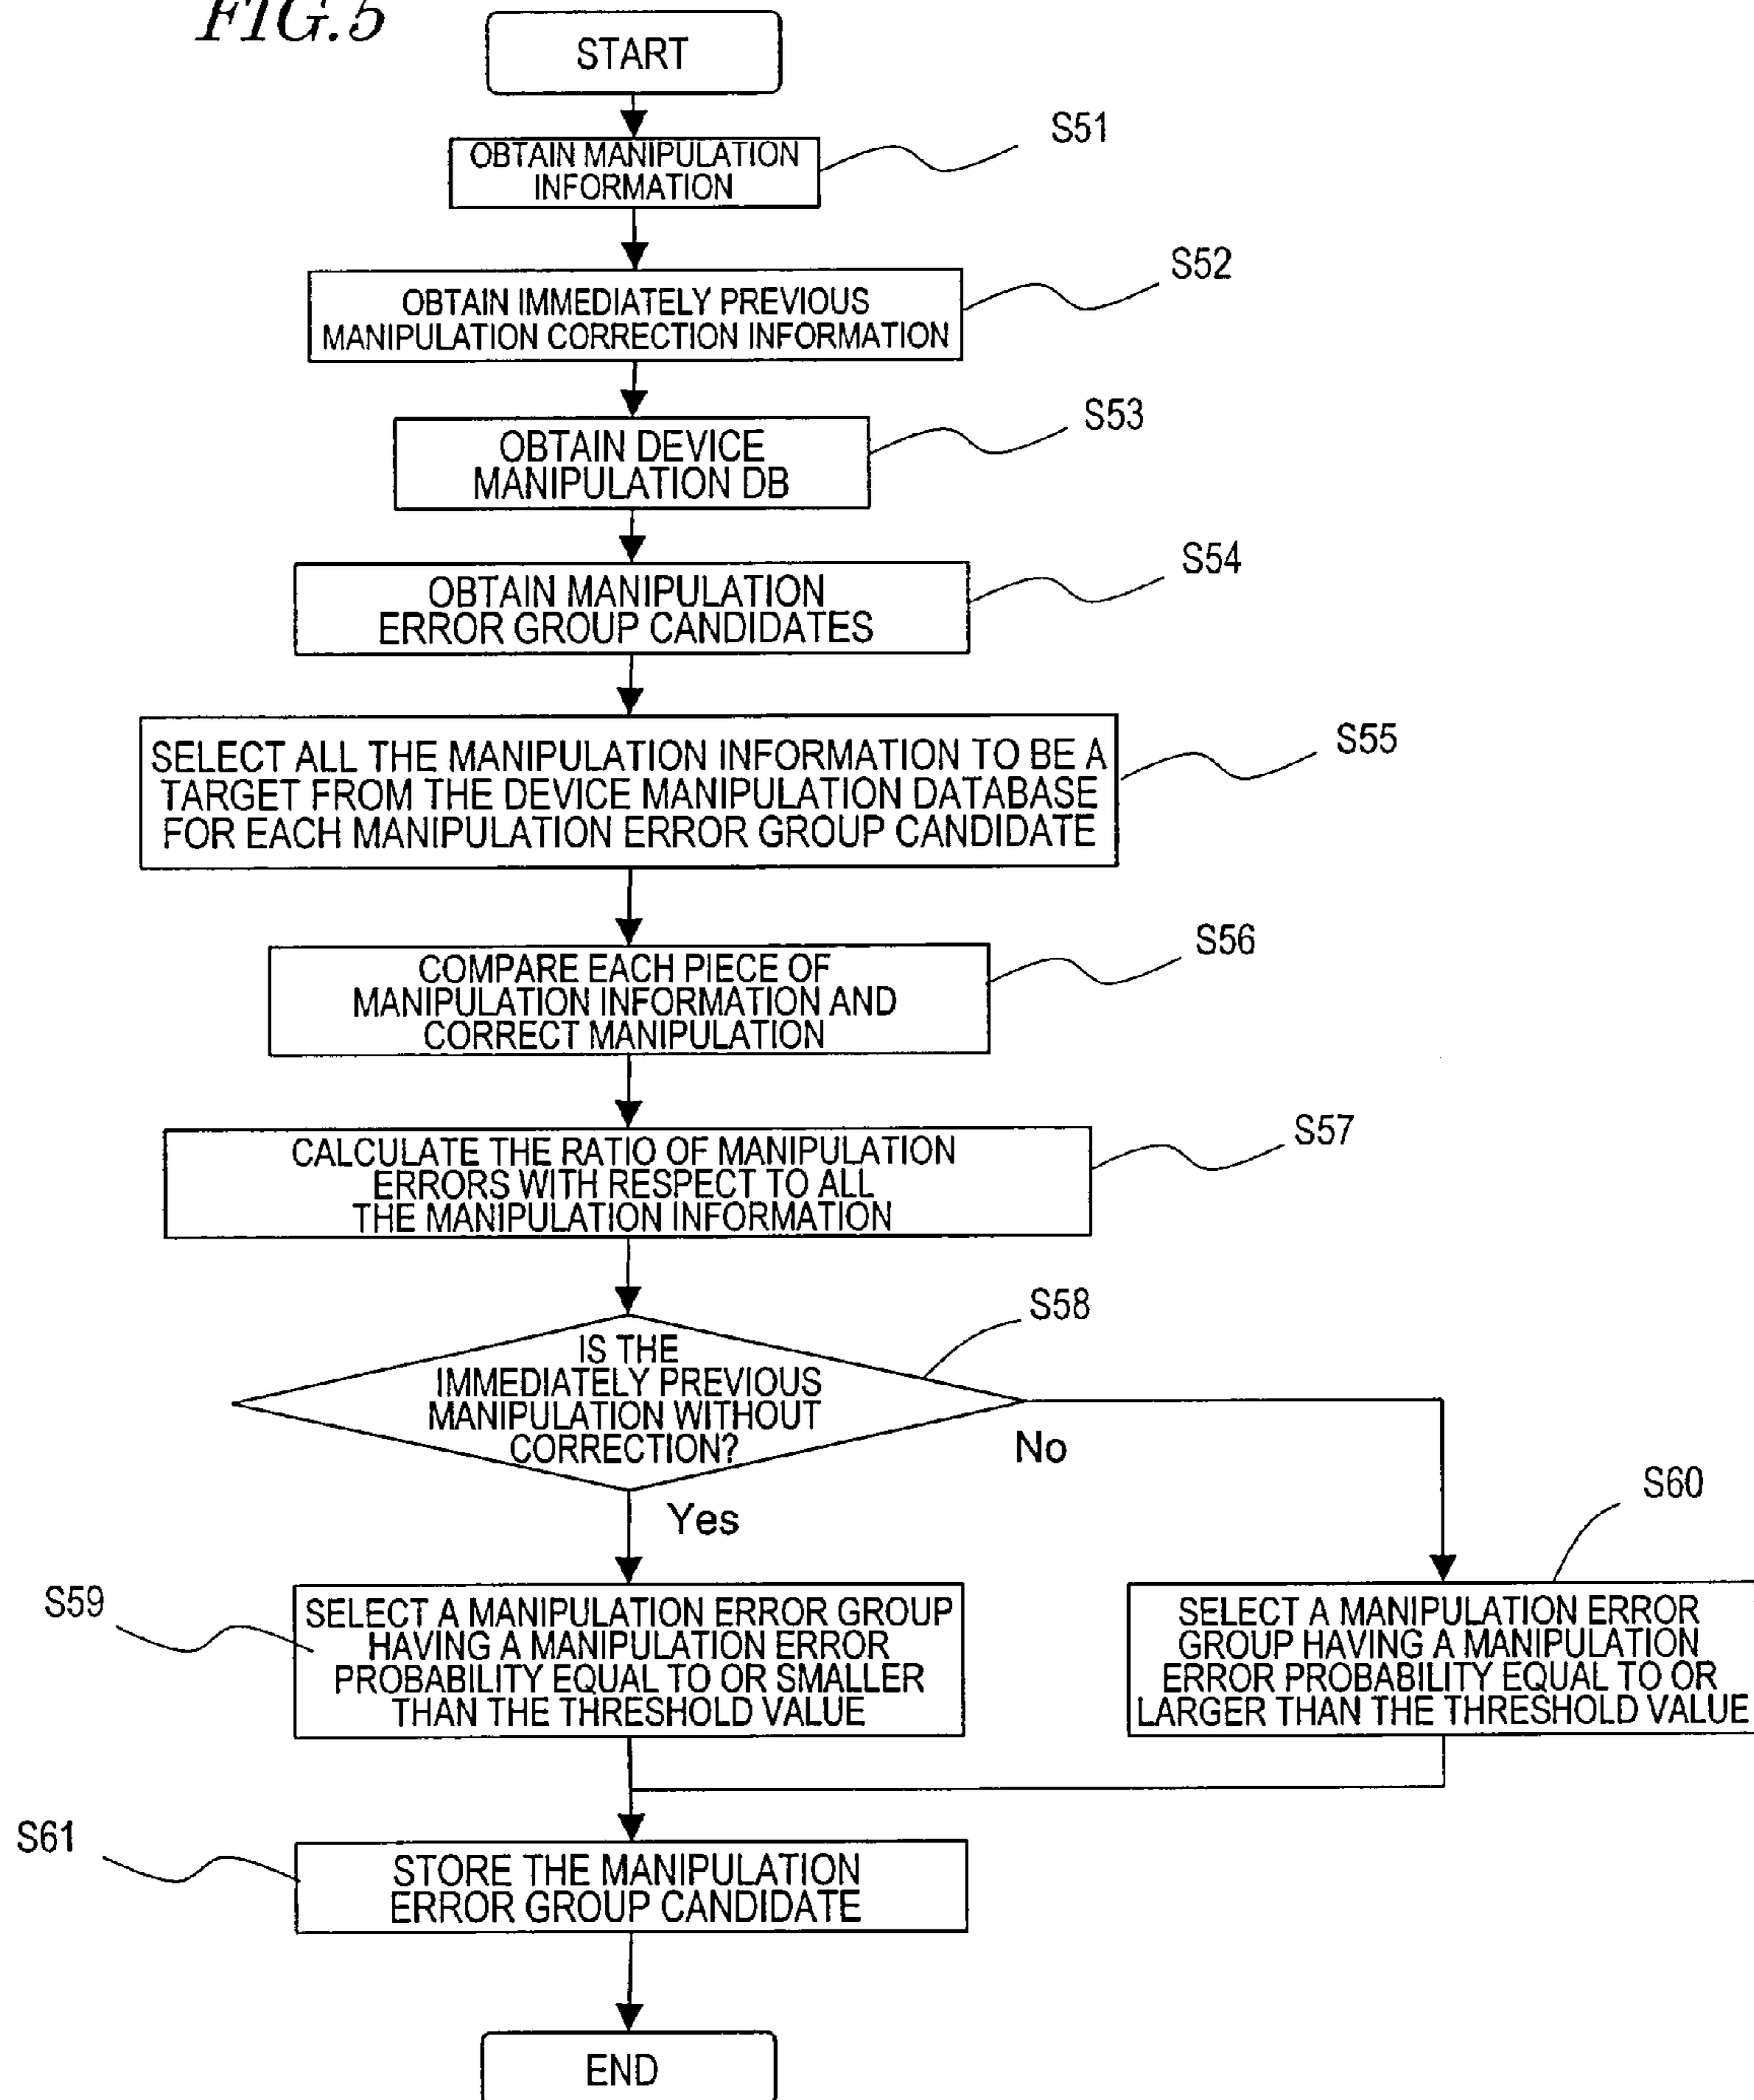 FIG.5
START
OBTAIN MANIPULATION
INFORMATION
S51
OBTAIN IMMEDIATELY PREVIOUS
MANIPULATION CORRECTION INFORMATION
S52
OBTAIN DEVICE
MANIPULATION DB
S53
OBTAIN MANIPULATION
ERROR GROUP CANDIDATES
S54
SELECT ALL THE MANIPULATION INFORMATION TO BE A
TARGET FROM THE DEVICE MANIPULATION DATABASE
FOR EACH MANIPULATION ERROR GROUP CANDIDATE
S55
COMPARE EACH PIECE OF
MANIPULATION INFORMATION AND
CORRECT MANIPULATION
S56
CALCULATE THE RATIO OF MANIPULATION
ERRORS WITH RESPECT TO ALL
THE MANIPULATION INFORMATION
S57
IS THE
IMMEDIATELY PREVIOUS
MANIPULATION WITHOUT
CORRECTION?
S58
No
Yes
S59
SELECT A MANIPULATION ERROR GROUP
HAVING A MANIPULATION ERROR
PROBABILITY EQUAL TO OR SMALLER
THAN THE THRESHOLD VALUE
S60
SELECT A MANIPULATION ERROR
GROUP HAVING A MANIPULATION
ERROR PROBABILITY EQUAL TO OR
LARGER THAN THE THRESHOLD VALUE
S61
STORE THE MANIPULATION
ERROR GROUP CANDIDATE
END